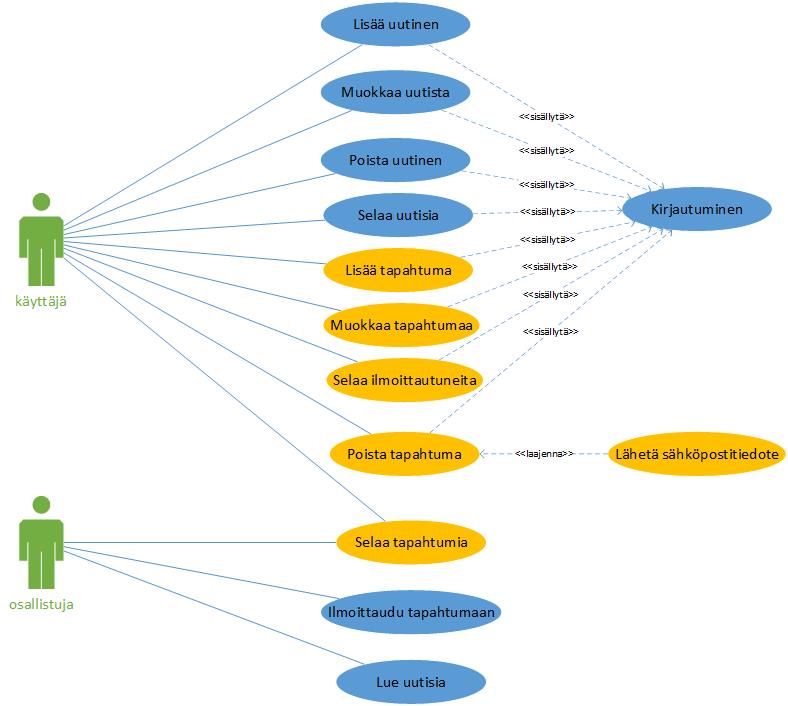 Lisää uutinen
Muokkaa uutista
<<sisällytä>>
<<sisällytä>>
Poista uutinen
<<sisällytä>>
Selaa uutisia
<<sisällytä>>
Kirjautuminen
<<sisällytä>>
Lisää tapahtuma
<<sisällytä>>
käyttäjä
<<sisällytä>>
Muokkaa tapahtumaa
<<sisällytä>>
Selaa ilmoittautuneita
Poista tapahtuma
<<laajenna>>
Lähetä sähköpostitiedote
Selaa tapahtumia
osallistuja
Ilmoittaudu tapahtumaan
Lue uutisia